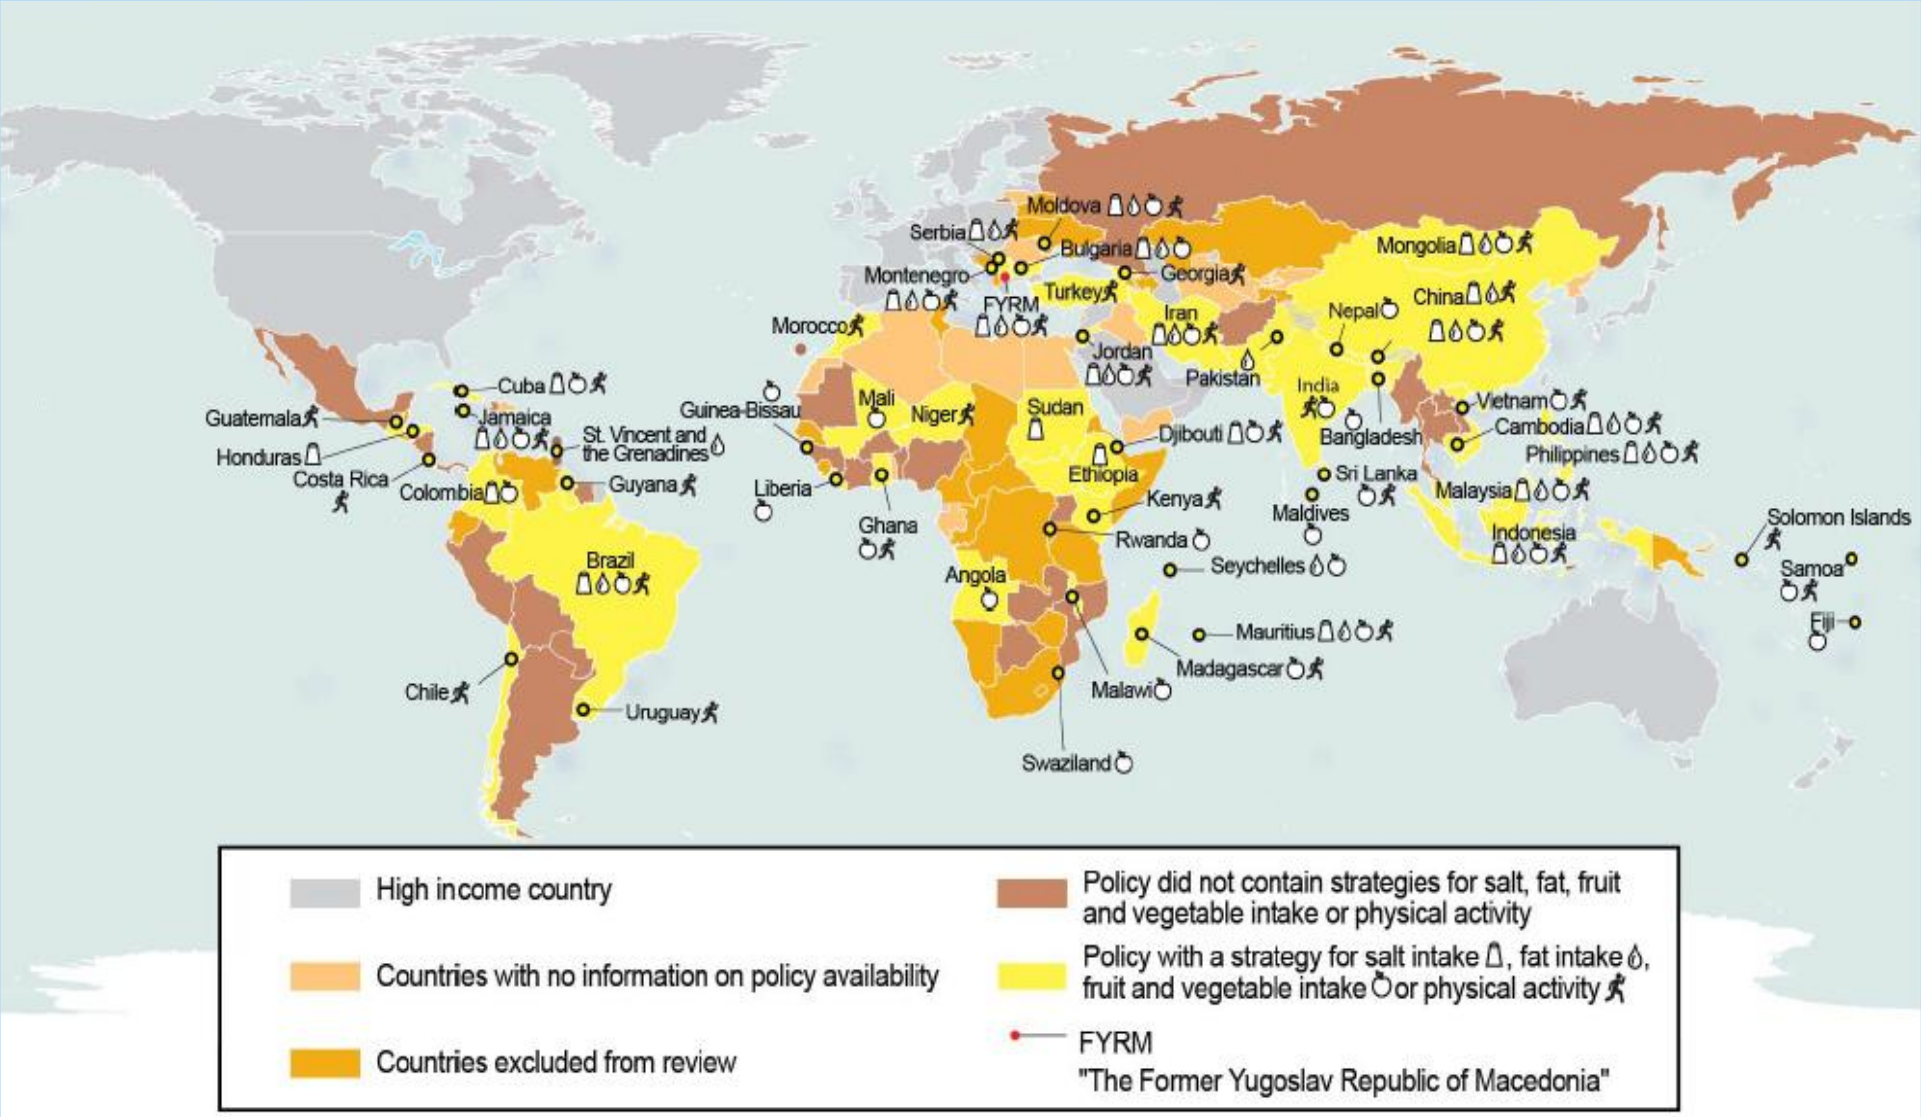 Moldova
Serbia
Bulgaria
Mongolia
Montenegro
Georgia
FYRM
Turkey
China
Iran
Nepal
Morocco
Jordan
Pakistan
India
Cuba
Mali
Guatemala
Jamaica
Guinea-Bissau
Niger
Sudan
Vietnam
St. Vincent and
the Grenadines
Djibouti
Bangladesh
Cambodia
Honduras
Philippines
Costa Rica
Colombia
Guyana
Liberia
Ethiopia
Sri Lanka
Malaysia
Kenya
Maldives
Ghana
Indonesia
Solomon Islands
Rwanda
Brazil
Angola
Seychelles
Samoa
Fiji
Mauritius
Madagascar
Chile
Malawi
Uruguay
Swaziland
High income country
Countries with no information on policy availability
Countries excluded from review
Policy did not contain strategies for salt, fat, fruit
and vegetable intake or physical activity
Policy with a strategy for salt intake , fat intake ,
fruit and vegetable intake or physical activity
FYRM
"The Former Yugoslav Republic of Macedonia"